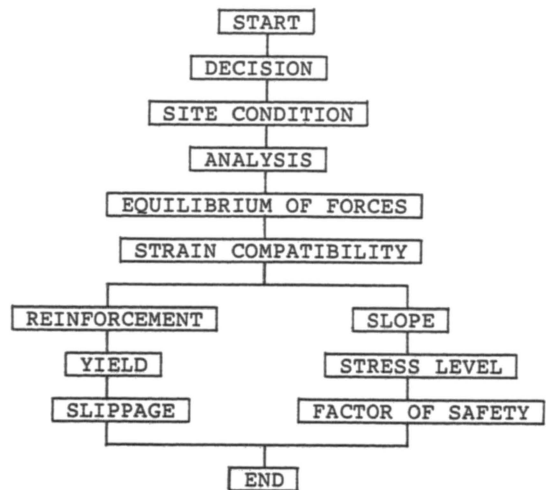 START
DECISION
SITE CONDITION
ANALYSIS
EQUILIBRIUM OF FORCES
STRAIN COMPATIBILITY
REINFORCEMENT
SLOPE
YIELD
STRESS LEVEL
SLIPPAGE
FACTOR OF SAFETY
END